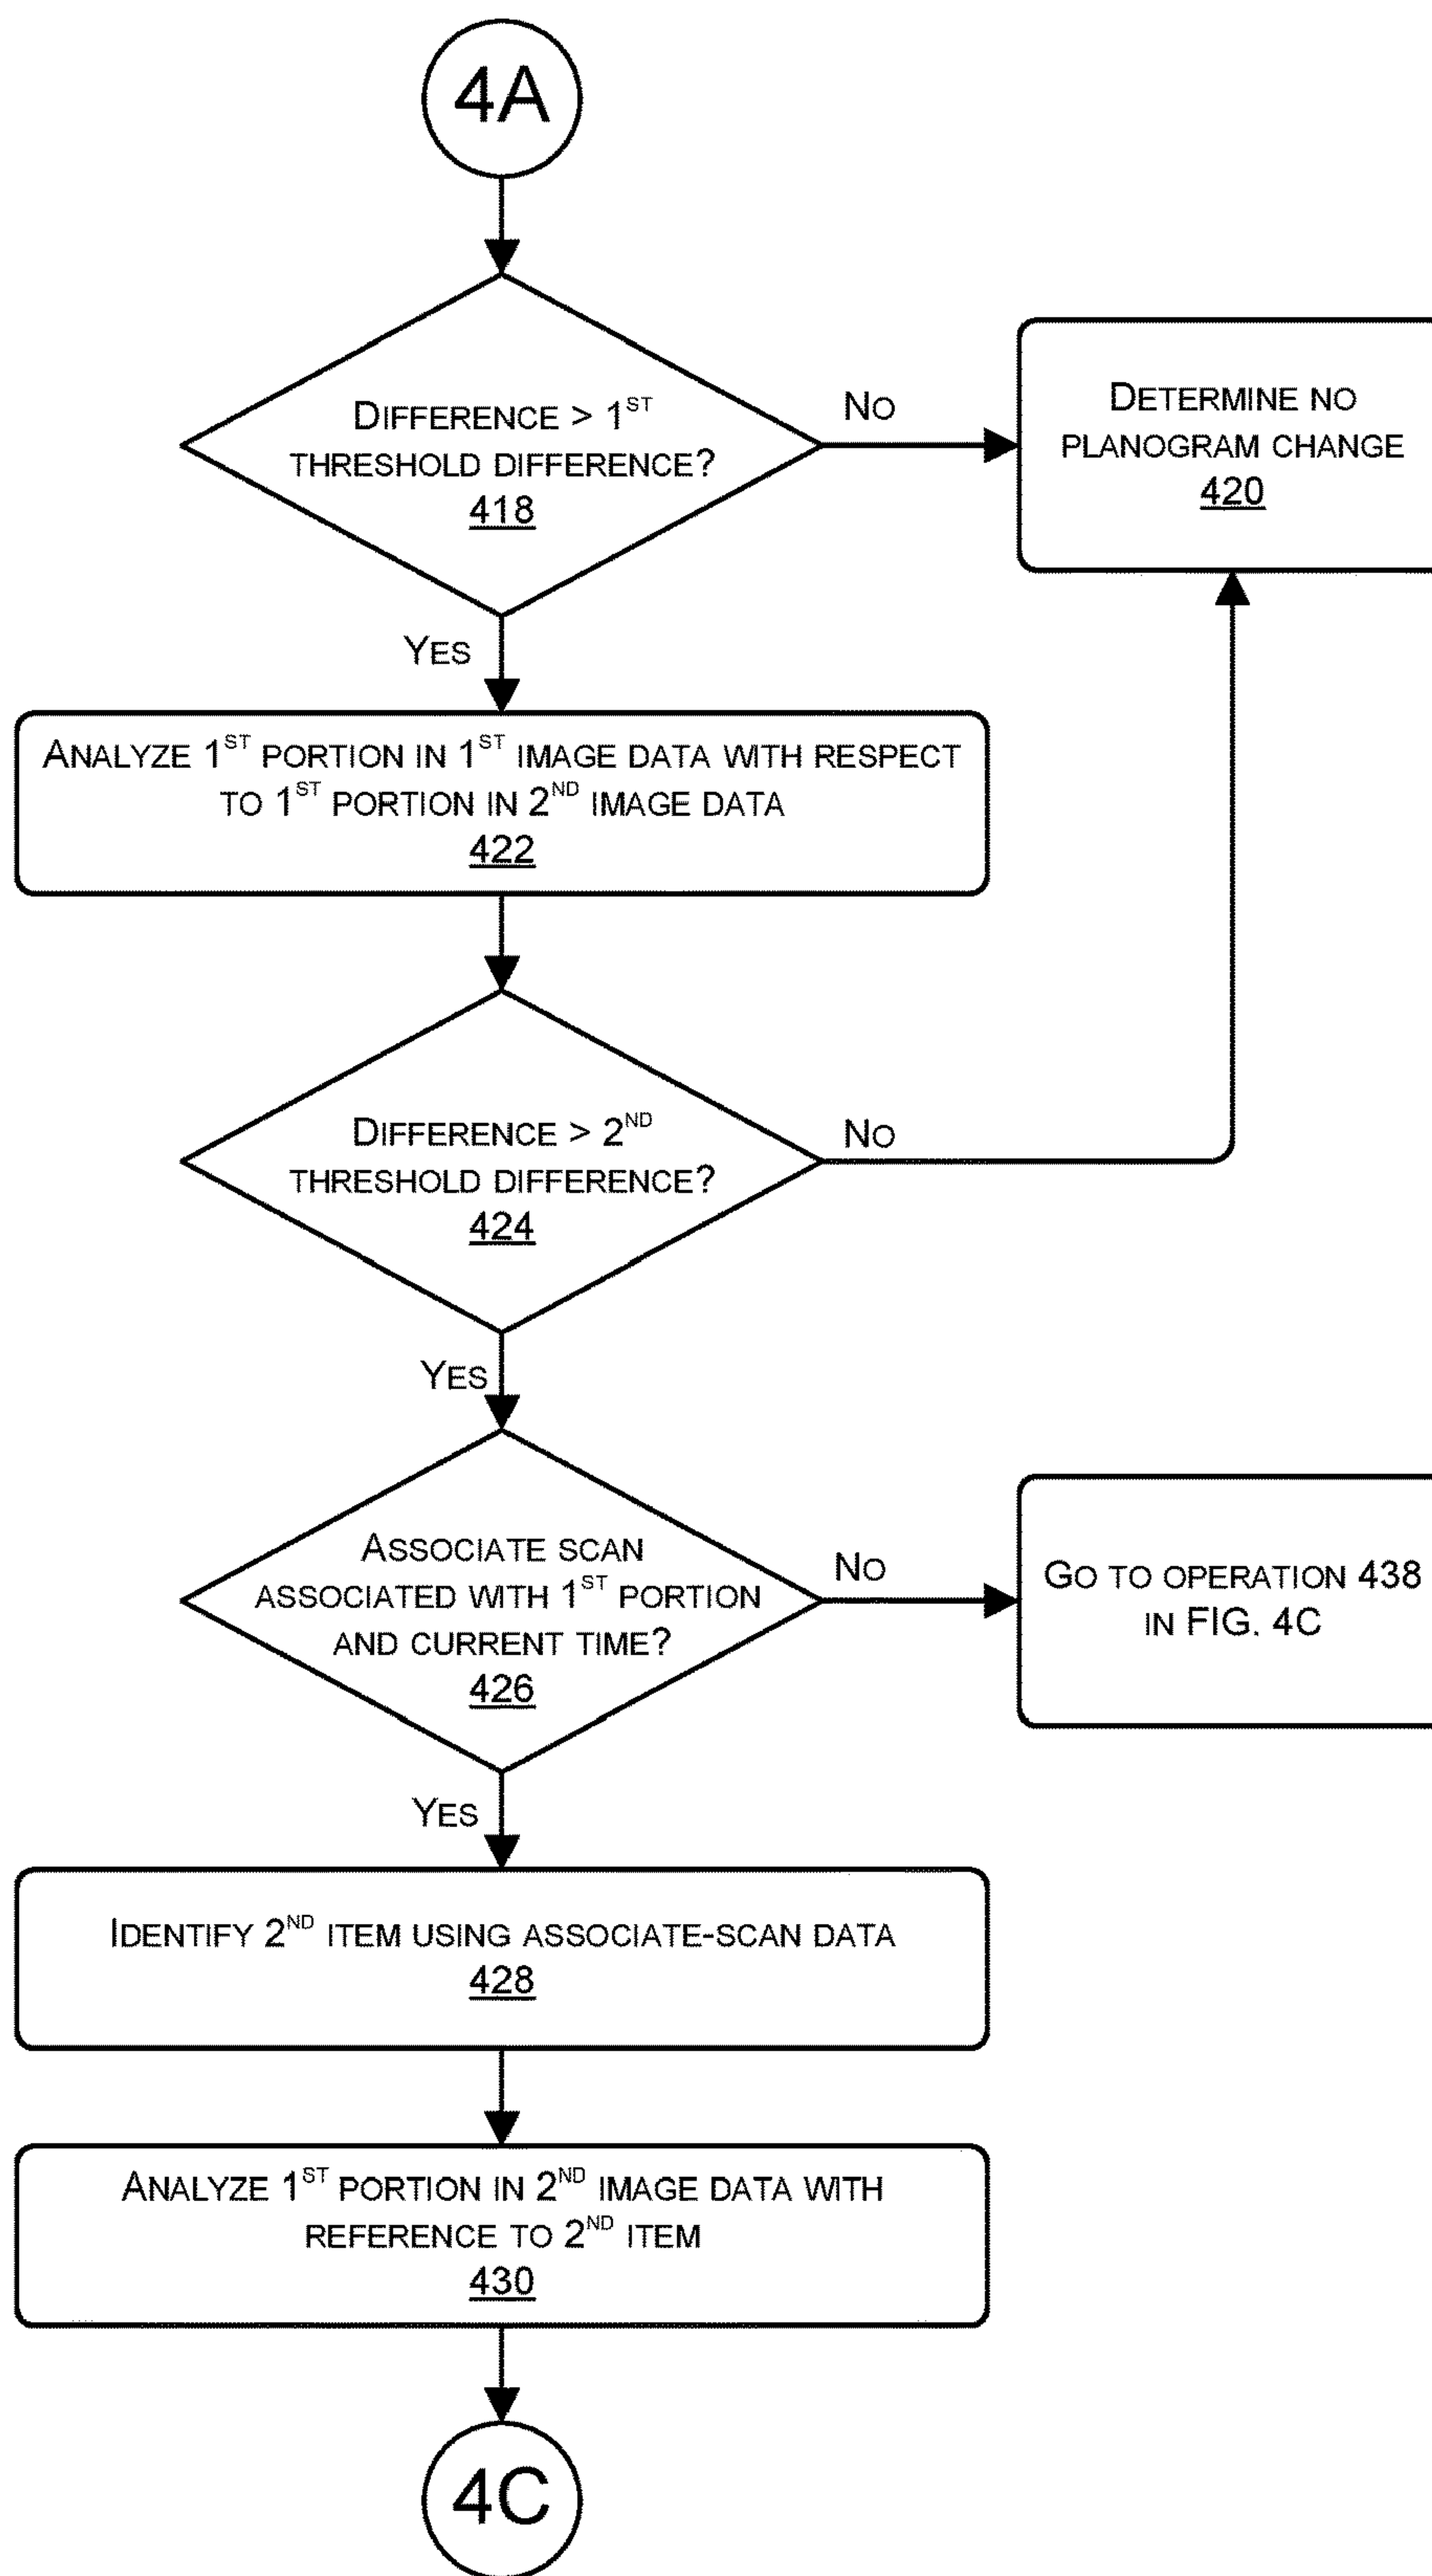 4A
DIFFERENCE > 1ST
THRESHOLD DIFFERENCE?
418
NO
DETERMINE NO
PLANOGRAM CHANGE
420
YES
ANALYZE 1ST PORTION IN 1ST IMAGE DATA WITH RESPECT
TO 1ST PORTION IN 2ND IMAGE DATA
422
DIFFERENCE > 2ND
THRESHOLD DIFFERENCE?
424
NO
YES
ASSOCIATE SCAN
ASSOCIATED WITH 1ST PORTION
AND CURRENT TIME?
426
NO
GO TO OPERATION 438
IN FIG. 4C
YES
IDENTIFY 2ND ITEM USING ASSOCIATE-SCAN DATA
428
ANALYZE 1ST PORTION IN 2ND IMAGE DATA WITH
REFERENCE TO 2ND ITEM
430
4C